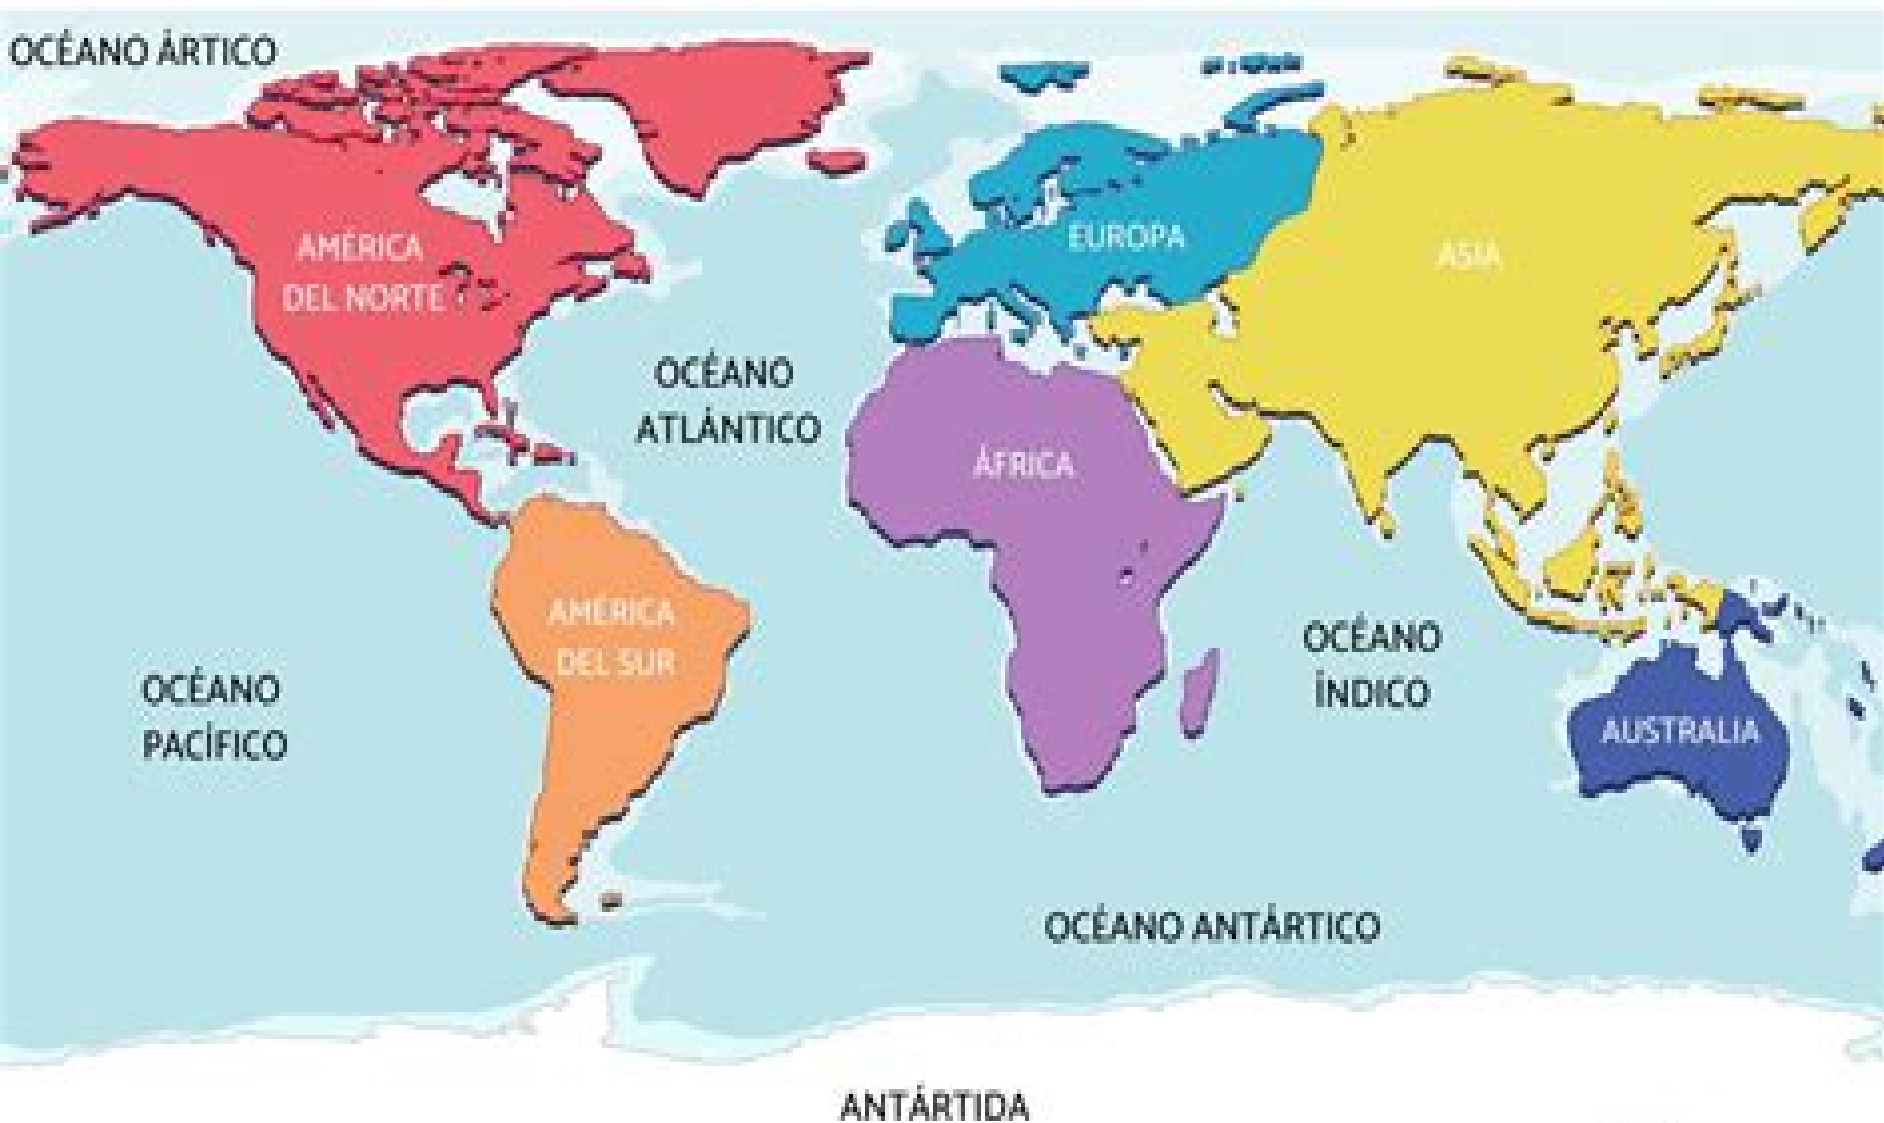 OCÉANO ÁRTICO
AMÉRICA
DEL NORTE
EUROPA
ASIA
OCÉANO
ATLÁNTICO
ÁFRICA
AMÉRICA
DEL SUR
OCÉANO
ÍNDICO
OCÉANO
PACÍFICO
AUSTRALIA
OCÉANO ANTÁRTICO
ANTÁRTIDA